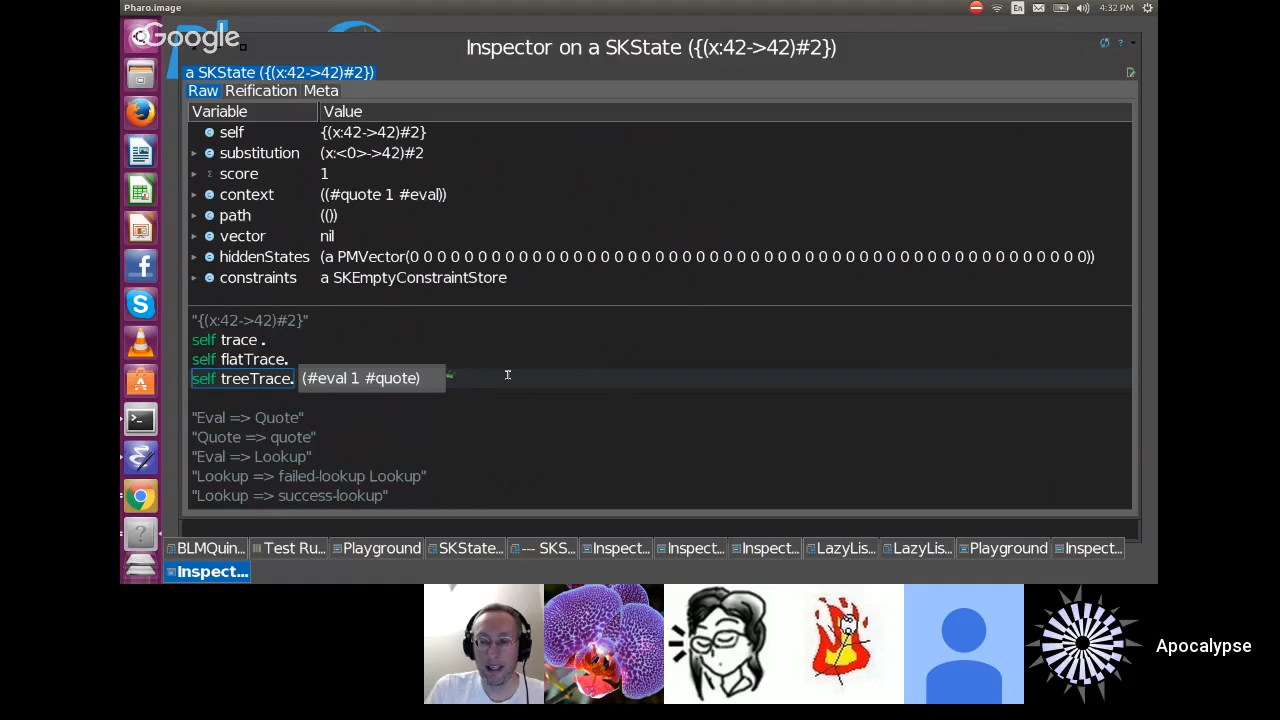 Pharo.image
En
4:32 PM
Google
Inspector on a SKState ({(x:42->42)#2})
?
a SKState ({(x:42->42)#2})
Raw Reification Meta
Variable Value
self {(x:42->42)#2}
substitution (x:<0>->42)#2
Σ score 1
context ((#quote 1 #eval))
path (())
vector nil
hiddenStates (a PMVector(0 0 0 0 0 0 0 0 0 0 0 0 0 0 0 0 0 0 0 0 0 0 0 0 0 0 0 0 0 0 0 0 0 0 0 0 0 0 0 0 0 0 0 0 0 0 0 0 0 0))
constraints a SKEmptyConstraintStore
"{(x:42->42)#2}"
self trace .
self flatTrace.
self treeTrace. (#eval 1 #quote)
"Eval => Quote"
"Quote => quote"
"Eval => Lookup"
"Lookup => failed-lookup Lookup"
"Lookup => success-lookup"
BLMQuin... Test Ru... Playground SKState... --- SKS... Inspect... Inspect... Inspect... LazyLis... LazyLis... Playground Inspect...
Inspect...
Apocalypse